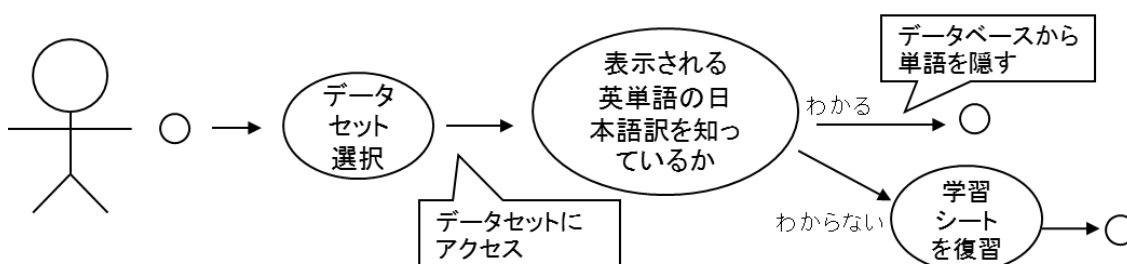 データ
セット
選択
データセットに
アクセス
表示される
英単語の日
本語訳を知っ
ているか
わかる
データベースから
単語を隠す
わからない
学習
シート
を復習